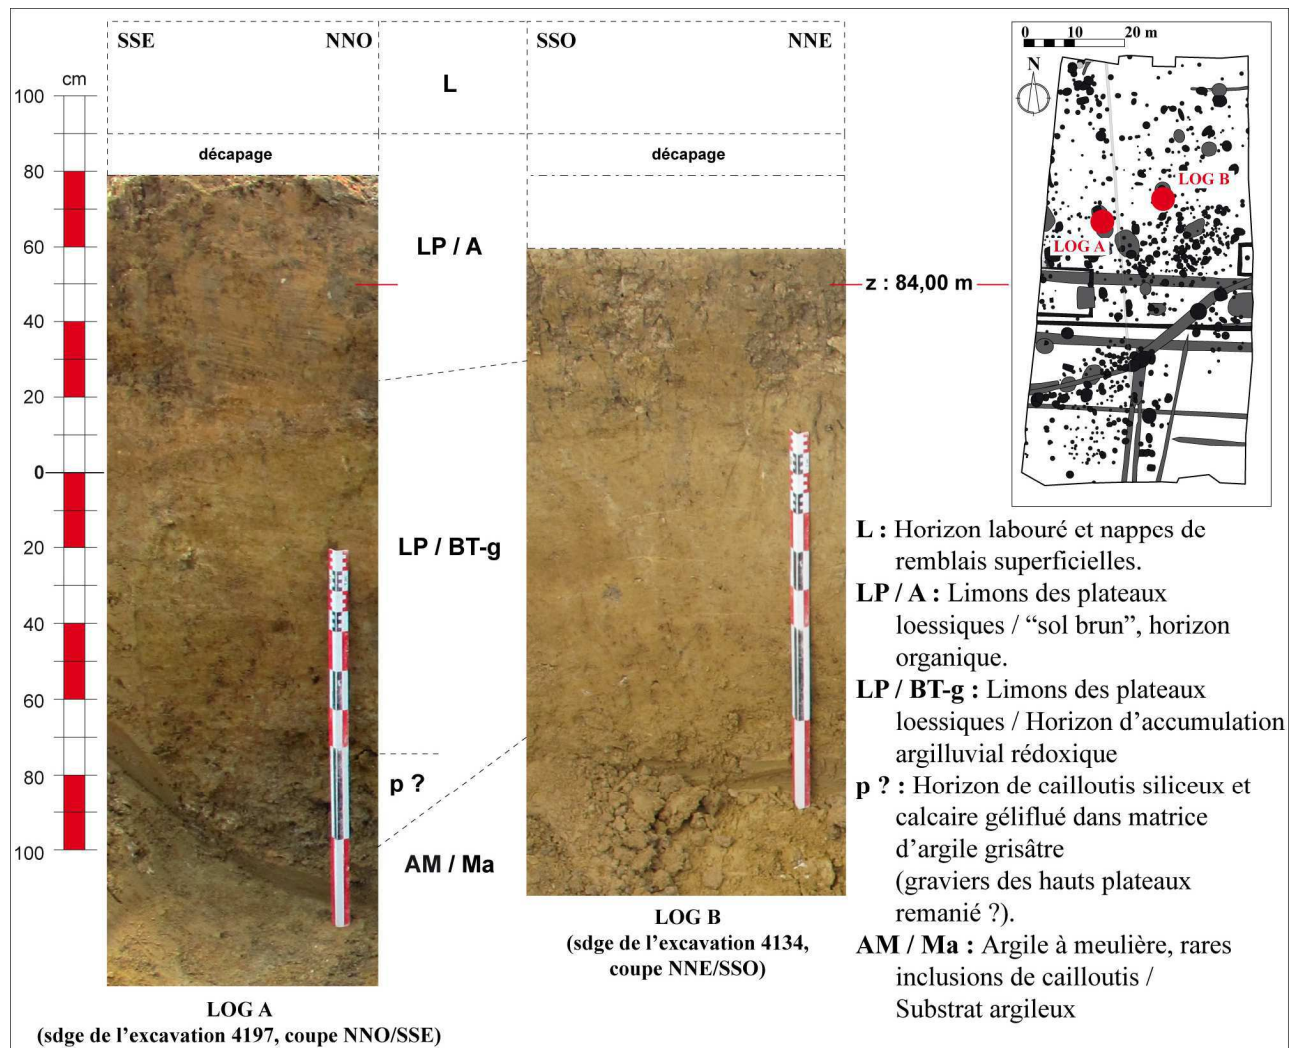 SSE NNO
SSO NNE
cm
100
80
60
40
20
0
20
40
60
80
100
L
décapage
décapage
LP / A
z : 84,00 m
LP / BT-g
p ?
AM / Ma
LOG A
(sdge de l’excavation 4197, coupe NNO/SSE)
LOG B
(sdge de l’excavation 4134,
coupe NNE/SSO)
0 10 20 m
N
LOG B
LOG A
L : Horizon labouré et nappes de
remblais superficielles.
LP / A : Limons des plateaux
loessiques / “sol brun”, horizon
organique.
LP / BT-g : Limons des plateaux
loessiques / Horizon d’accumulation
argilluvial rédoxique
p ? : Horizon de cailloutis siliceux et
calcaire géliflué dans matrice
d’argile grisâtre
(graviers des hauts plateaux
remanié ?).
AM / Ma : Argile à meulière, rares
inclusions de cailloutis /
Substrat argileux